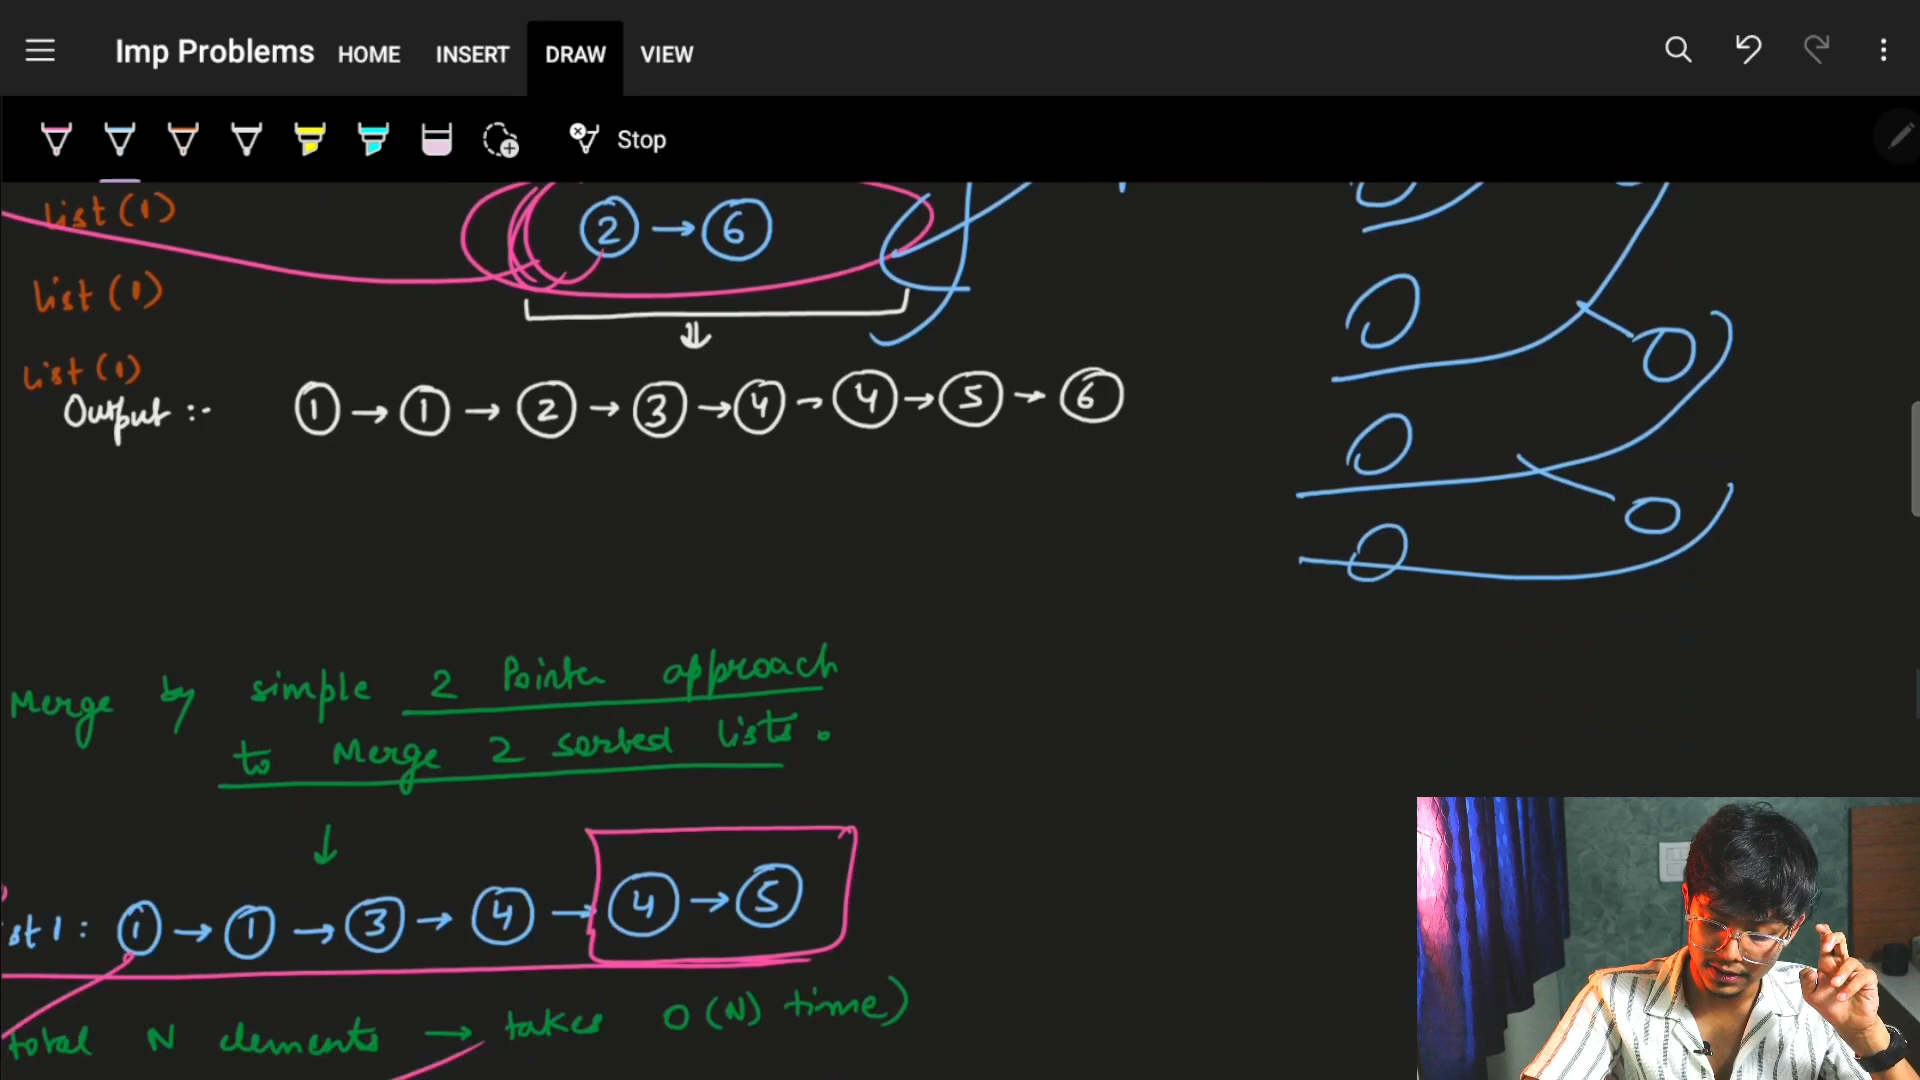 Imp Problems HOME INSERT DRAW VIEW
Stop
List (1)
2 → 6
List (1)
List (1)
Output :- 1 → 1 → 2 → 3 → 4 → 4 → 5 → 6
Merge by simple 2 Pointer approach
to Merge 2 sorted lists.
↓
st 1 : 1 → 1 → 3 → 4 → 4 → 5
total N elements → takes O(N) time)